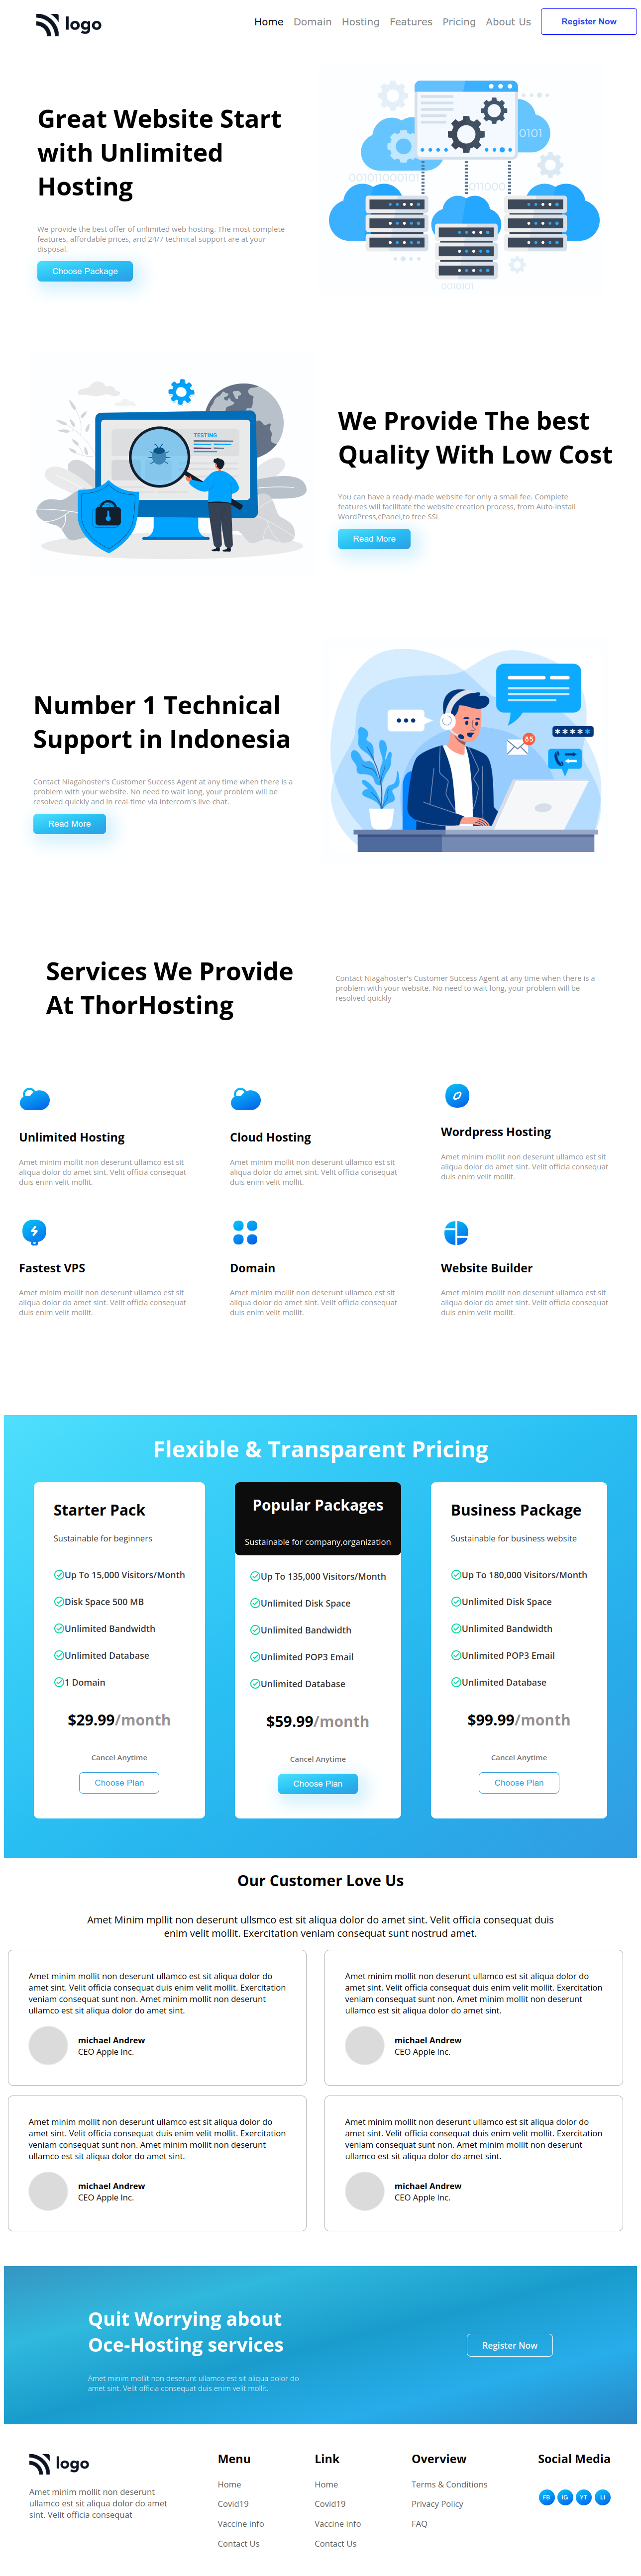 logo
Home Domain Hosting Features Pricing About Us Register Now
Great Website Start
with Unlimited
Hosting
We provide the best offer of unlimited web hosting. The most complete
features, affordable prices, and 24/7 technical support are at your
disposal.
Choose Package
0101
001011000101
011000
0010101
TESTING
We Provide The best
Quality With Low Cost
You can have a ready-made website for only a small fee. Complete
features will facilitate the website creation process, from Auto-install
WordPress,cPanel,to free SSL
Read More
Number 1 Technical
Support in Indonesia
Contact Niagahoster's Customer Success Agent at any time when there is a
problem with your website. No need to wait long, your problem will be
resolved quickly and in real-time via Intercom's live-chat.
Read More
65
*****
Services We Provide
At ThorHosting
Contact Niagahoster's Customer Success Agent at any time when there is a
problem with your website. No need to wait long, your problem will be
resolved quickly
Unlimited Hosting
Amet minim mollit non deserunt ullamco est sit
aliqua dolor do amet sint. Velit officia consequat
duis enim velit mollit.
Cloud Hosting
Amet minim mollit non deserunt ullamco est sit
aliqua dolor do amet sint. Velit officia consequat
duis enim velit mollit.
Wordpress Hosting
Amet minim mollit non deserunt ullamco est sit
aliqua dolor do amet sint. Velit officia consequat
duis enim velit mollit.
Fastest VPS
Amet minim mollit non deserunt ullamco est sit
aliqua dolor do amet sint. Velit officia consequat
duis enim velit mollit.
Domain
Amet minim mollit non deserunt ullamco est sit
aliqua dolor do amet sint. Velit officia consequat
duis enim velit mollit.
Website Builder
Amet minim mollit non deserunt ullamco est sit
aliqua dolor do amet sint. Velit officia consequat
duis enim velit mollit.
Flexible & Transparent Pricing
Starter Pack
Sustainable for beginners
Up To 15,000 Visitors/Month
Disk Space 500 MB
Unlimited Bandwidth
Unlimited Database
1 Domain
$29.99/month
Cancel Anytime
Choose Plan
Popular Packages
Sustainable for company,organization
Up To 135,000 Visitors/Month
Unlimited Disk Space
Unlimited Bandwidth
Unlimited POP3 Email
Unlimited Database
$59.99/month
Cancel Anytime
Choose Plan
Business Package
Sustainable for business website
Up To 180,000 Visitors/Month
Unlimited Disk Space
Unlimited Bandwidth
Unlimited POP3 Email
Unlimited Database
$99.99/month
Cancel Anytime
Choose Plan
Our Customer Love Us
Amet Minim mpllit non deserunt ullsmco est sit aliqua dolor do amet sint. Velit officia consequat duis
enim velit mollit. Exercitation veniam consequat sunt nostrud amet.
Amet minim mollit non deserunt ullamco est sit aliqua dolor do
amet sint. Velit officia consequat duis enim velit mollit. Exercitation
veniam consequat sunt non. Amet minim mollit non deserunt
ullamco est sit aliqua dolor do amet sint.
michael Andrew
CEO Apple Inc.
Amet minim mollit non deserunt ullamco est sit aliqua dolor do
amet sint. Velit officia consequat duis enim velit mollit. Exercitation
veniam consequat sunt non. Amet minim mollit non deserunt
ullamco est sit aliqua dolor do amet sint.
michael Andrew
CEO Apple Inc.
Amet minim mollit non deserunt ullamco est sit aliqua dolor do
amet sint. Velit officia consequat duis enim velit mollit. Exercitation
veniam consequat sunt non. Amet minim mollit non deserunt
ullamco est sit aliqua dolor do amet sint.
michael Andrew
CEO Apple Inc.
Amet minim mollit non deserunt ullamco est sit aliqua dolor do
amet sint. Velit officia consequat duis enim velit mollit. Exercitation
veniam consequat sunt non. Amet minim mollit non deserunt
ullamco est sit aliqua dolor do amet sint.
michael Andrew
CEO Apple Inc.
Quit Worrying about
Oce-Hosting services
Amet minim mollit non deserunt ullamco est sit aliqua dolor do
amet sint. Velit officia consequat duis enim velit mollit.
Register Now
logo
Amet minim mollit non deserunt
ullamco est sit aliqua dolor do amet
sint. Velit officia consequat
Menu
Home
Covid19
Vaccine info
Contact Us
Link
Home
Covid19
Vaccine info
Contact Us
Overview
Terms & Conditions
Privacy Policy
FAQ
Social Media
FB IG YT LI